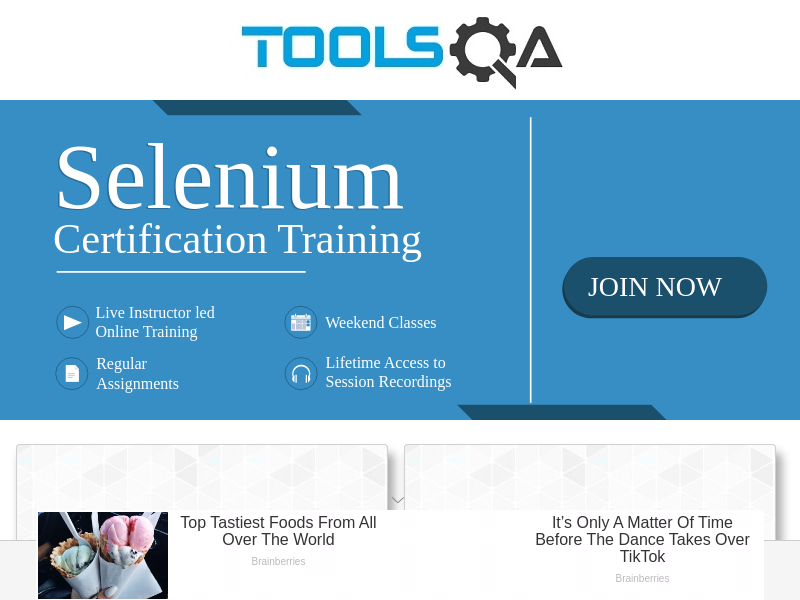 TOOLSQA
Selenium
Certification Training
Live Instructor led
Online Training
Weekend Classes
Regular
Assignments
Lifetime Access to
Session Recordings
JOIN NOW
Top Tastiest Foods From All
Over The World
Brainberries
It’s Only A Matter Of Time
Before The Dance Takes Over
TikTok
Brainberries